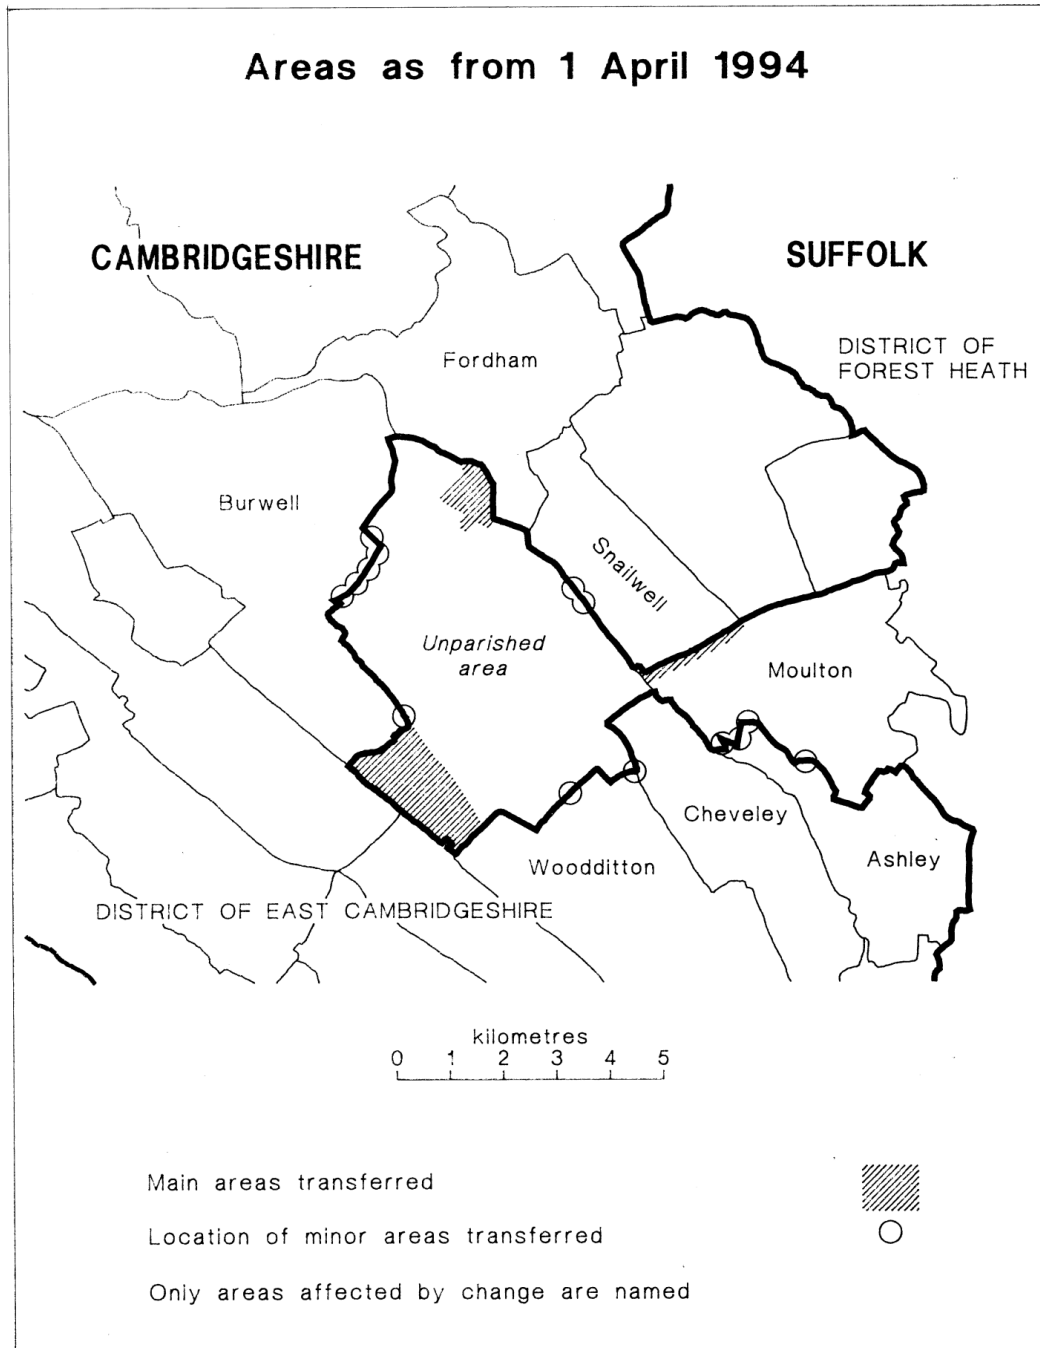 Areas as from 1 April 1994
CAMBRIDGESHIRE
SUFFOLK
DISTRICT OF
FOREST HEATH
Fordham
Burwell
Snailwell
Unparished
area
Moulton
Cheveley
Ashley
Woodditton
DISTRICT OF EAST CAMBRIDGESHIRE
kilometres
0 1 2 3 4 5
Main areas transferred
Location of minor areas transferred
Only areas affected by change are named